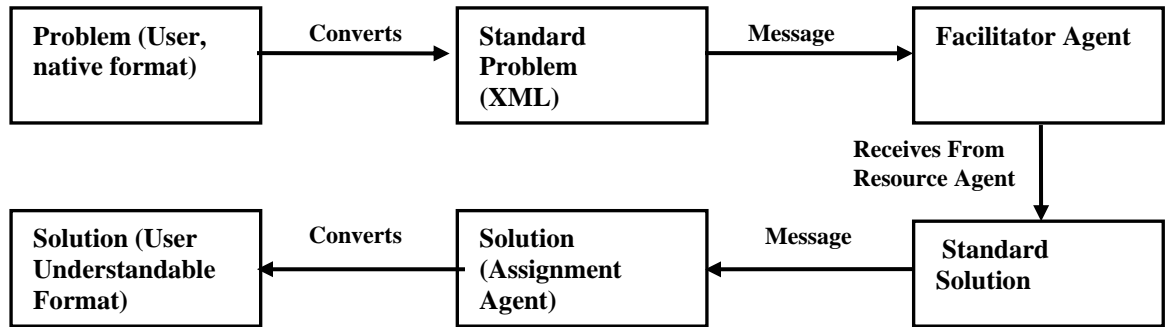 Problem (User,
native format)
Converts
Standard
Problem
(XML)
Message
Facilitator Agent
Receives From
Resource Agent
Standard
Solution
Message
Solution
(Assignment
Agent)
Converts
Solution (User
Understandable
Format)